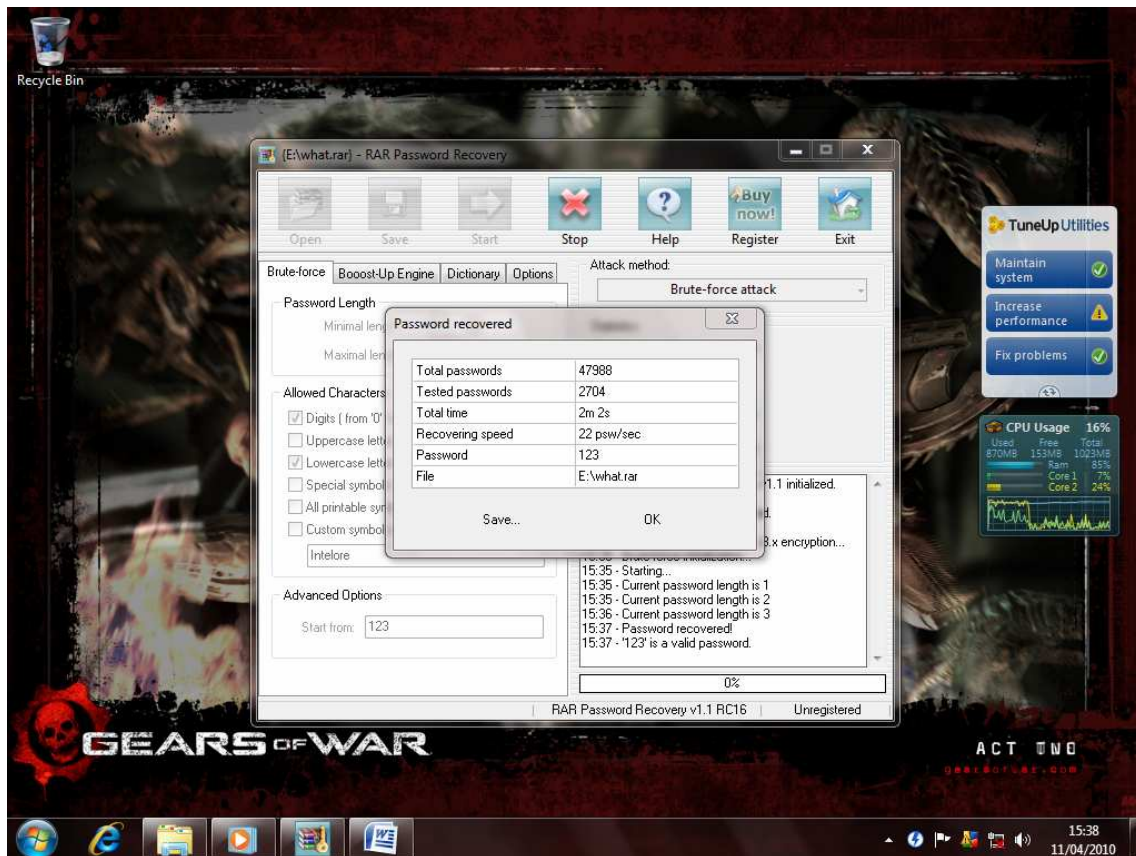 Recycle Bin
{E:\what.rar} - RAR Password Recovery
Open Save Start Stop Help Register Exit
Buy now!
Brute-force Booost-Up Engine Dictionary Options
Attack method:
Brute-force attack
Password Length
Minimal
Maximal
Allowed Characters
Digits ( from '0'
Uppercase
Lowercase
Special
All printable
Custom
Intelore
Advanced Options
Start from: 123
Password recovered
Total passwords 47988
Tested passwords 2704
Total time 2m 2s
Recovering speed 22 psw/sec
Password 123
File E:\what.rar
Save... OK
1.1 initialized.
3.x encryption...
15:35 - Starting...
15:35 - Current password length is 1
15:35 - Current password length is 2
15:36 - Current password length is 3
15:37 - Password recovered!
15:37 - '123' is a valid password.
0%
RAR Password Recovery v1.1 RC16 Unregistered
TuneUp Utilities
Maintain system
Increase performance
Fix problems
CPU Usage 16%
Used Free Total
870MB 153MB 1023MB
Ram 85%
Core 1 7%
Core 2 24%
GEARS OF WAR
ACT
15:38
11/04/2010